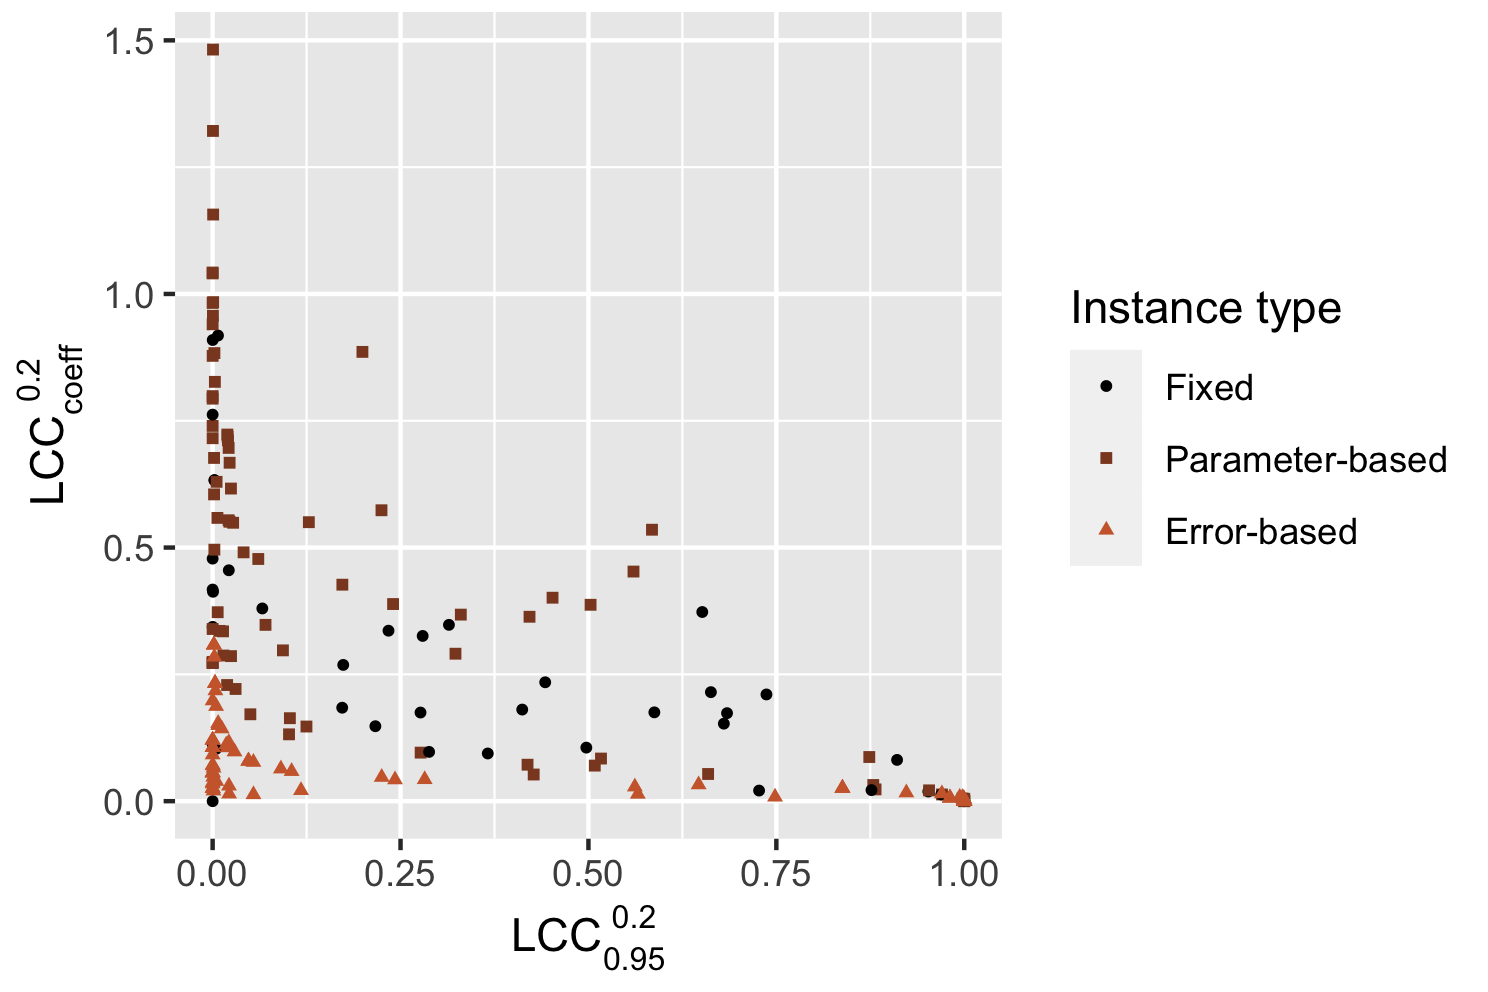 1.5
1.0
0.5
0.0
LCC 0.2 coeff
0.00 0.25 0.50 0.75 1.00
LCC 0.2 0.95
Instance type
Fixed
Parameter-based
Error-based